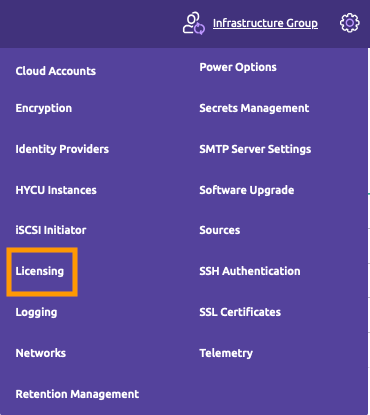 Infrastructure Group
Cloud Accounts
Encryption
Identity Providers
HYCU Instances
iSCSI Initiator
Licensing
Logging
Networks
Retention Management
Power Options
Secrets Management
SMTP Server Settings
Software Upgrade
Sources
SSH Authentication
SSL Certificates
Telemetry